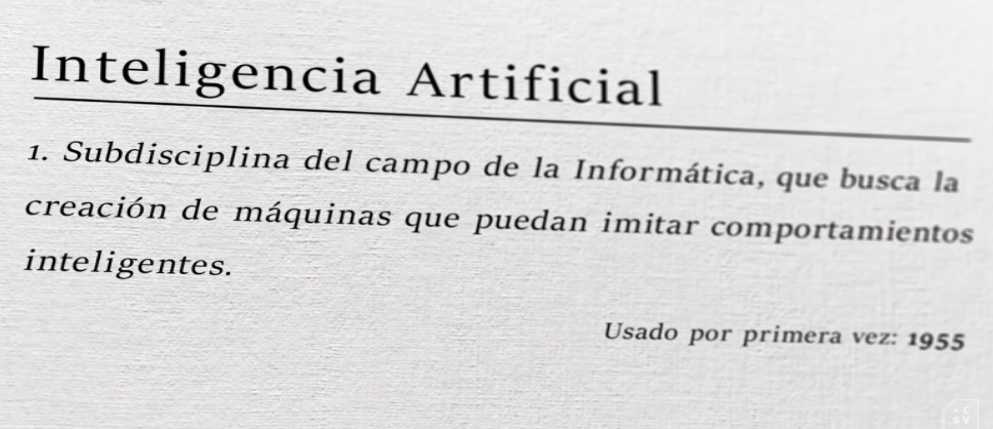 Inteligencia Artificial
1. Subdisciplina del campo de la Informática, que busca la
creación de máquinas que puedan imitar comportamientos
inteligentes.
Usado por primera vez: 1955
CSV